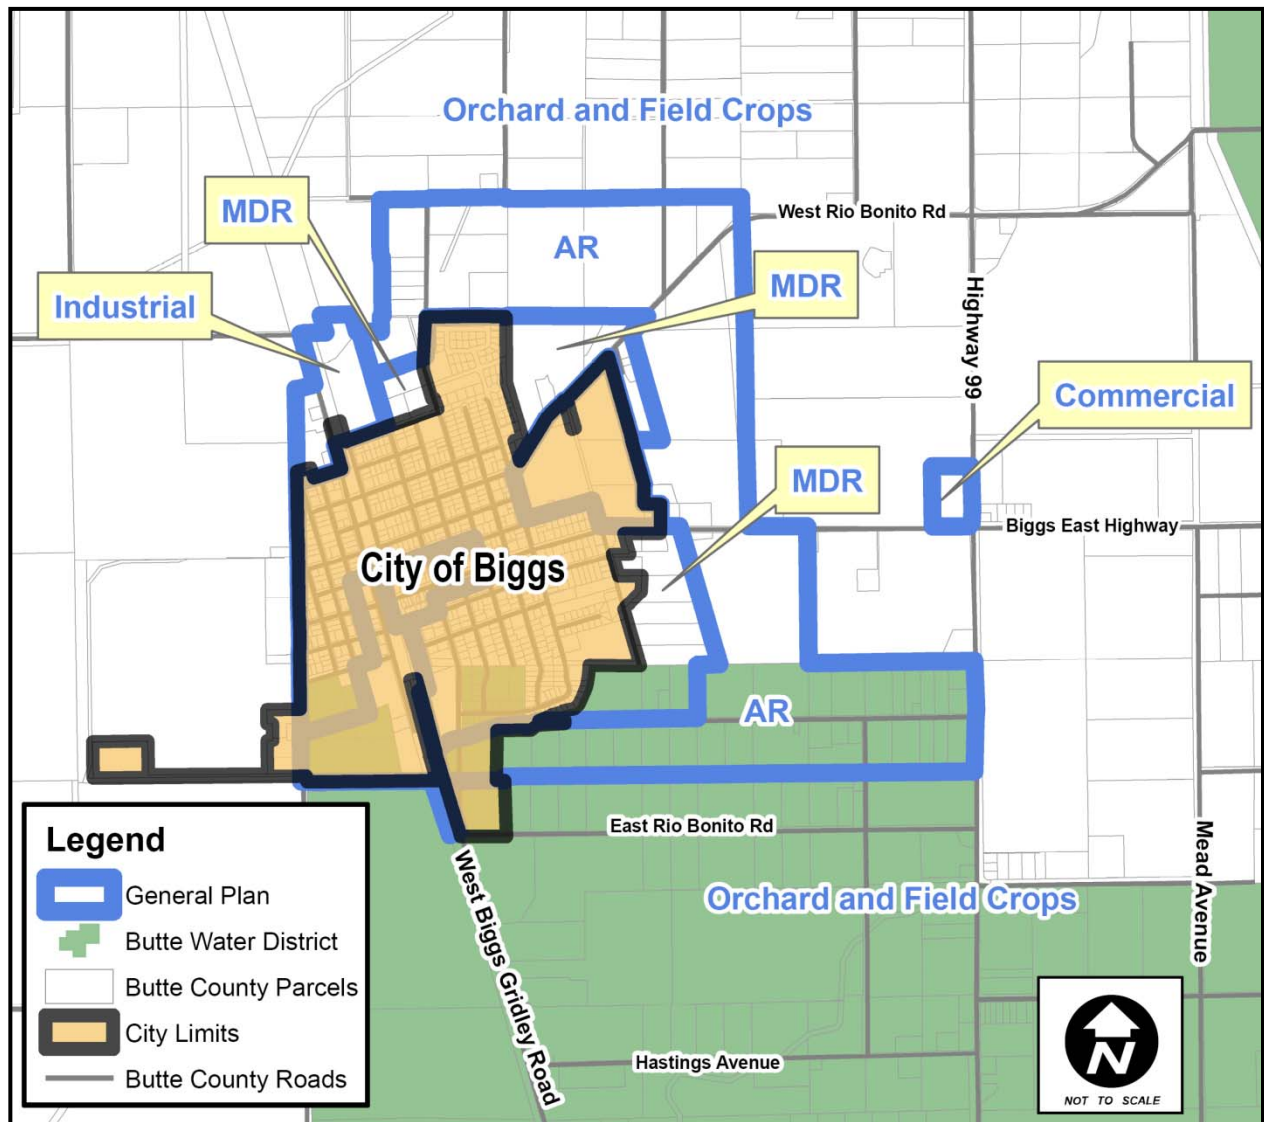 Orchard and Field Crops
MDR
West Rio Bonito Rd
AR
MDR
Industrial
Highway 99
Commercial
MDR
Biggs East Highway
City of Biggs
AR
East Rio Bonito Rd
Mead Avenue
Orchard and Field Crops
West Biggs Gridley Road
Hastings Avenue
Legend
General Plan
Butte Water District
Butte County Parcels
City Limits
Butte County Roads
N
NOT TO SCALE